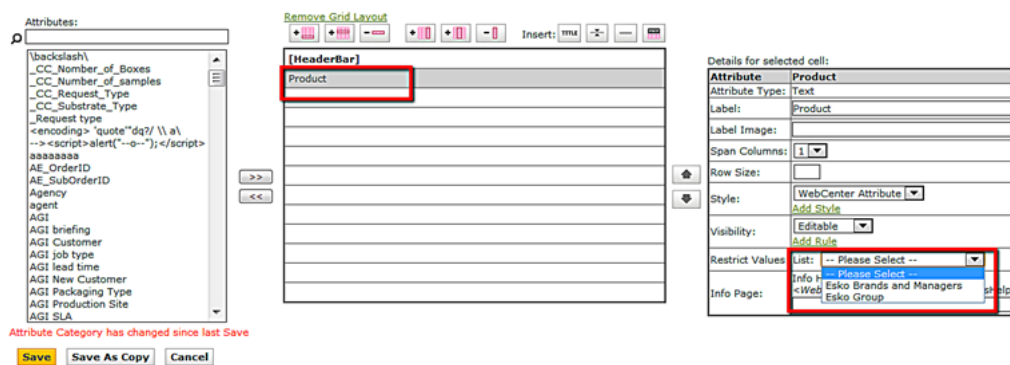 Attributes:
\backslash\
_CC_Number_of_Boxes
_CC_Number_of_samples
_CC_Request_Type
_CC_Substrate_Type
_Request type
<encoding> 'quote'"dq?/ \\ a\
--><script>alert("--o--");</script>
aaaaaaaa
AE_OrderID
AE_SubOrderID
Agency
agent
AGI
AGI briefing
AGI Customer
AGI job type
AGI lead time
AGI New Customer
AGI Packaging Type
AGI Production Site
AGI SLA
Attribute Category has changed since last Save
Save Save As Copy Cancel
>>
<<
Remove Grid Layout
Insert: TITLE
[HeaderBar]
Product
Details for selected cell:
Attribute Product
Attribute Type: Text
Label: Product
Label Image:
Span Columns: 1
Row Size:
Style: WebCenter Attribute
Add Style
Visibility: Editable
Add Rule
Restrict Values List: -- Please Select --
-- Please Select --
Esko Brands and Managers
Esko Group
Info Page: Info H
<Web